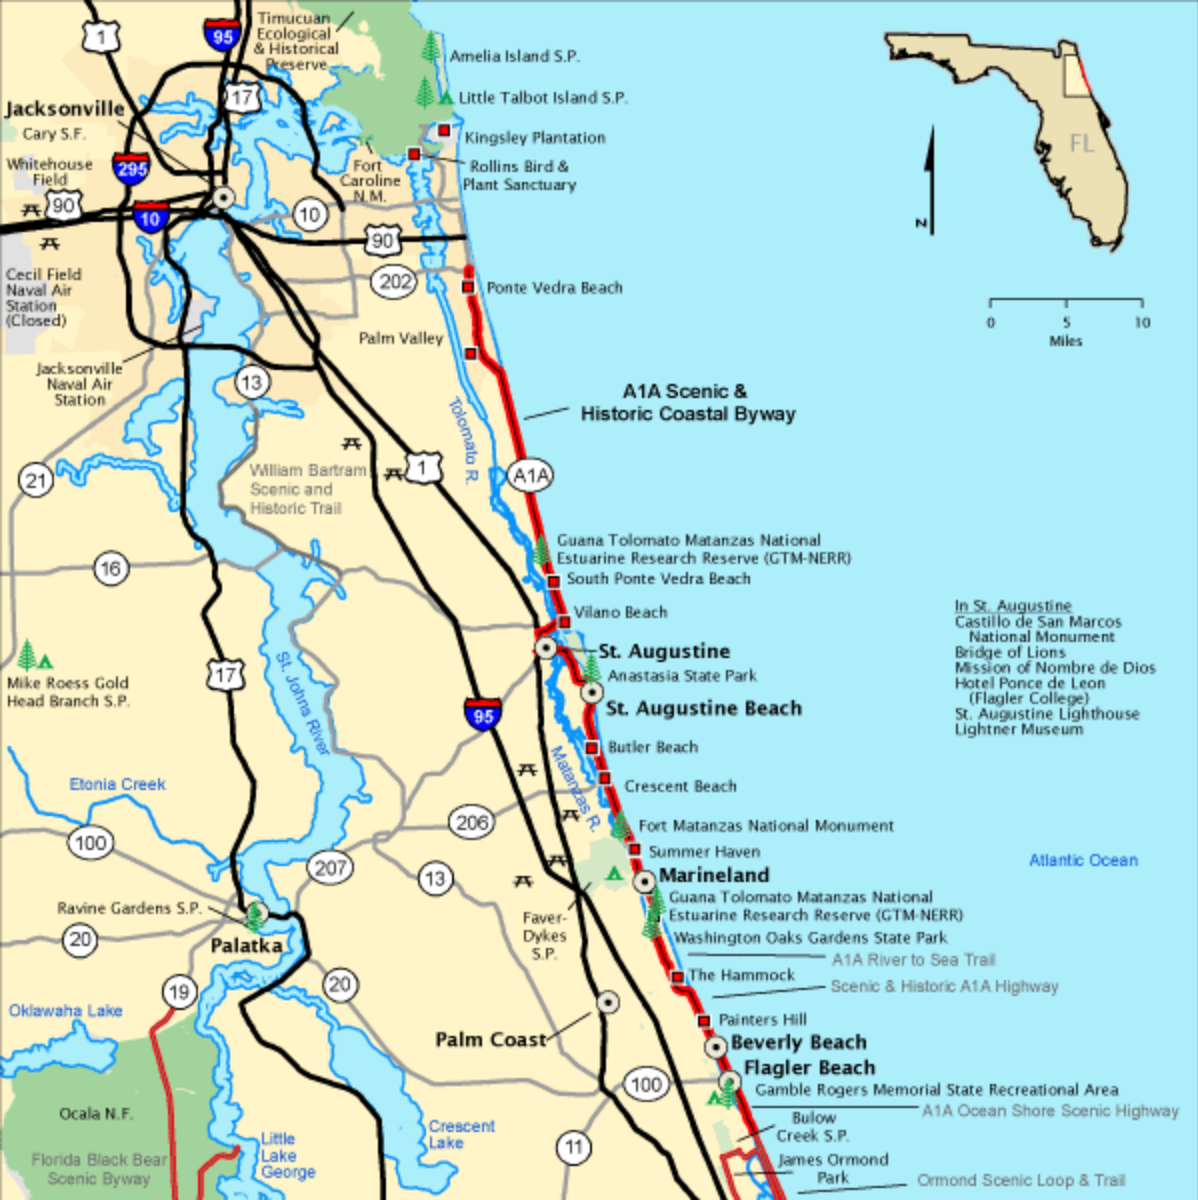 1
95
Timucuan
Ecological
& Historical
Preserve
Amelia Island S.P.
17
Little Talbot Island S.P.
Jacksonville
Cary S.F.
Kingsley Plantation
FL
Whitehouse
Field
295
Fort
Caroline
N.M.
Rollins Bird &
Plant Sanctuary
90
10
10
90
N
Cecil Field
Naval Air
Station
(Closed)
202
Ponte Vedra Beach
0 5 10
Miles
Palm Valley
Jacksonville
Naval Air
Station
13
A1A Scenic &
Historic Coastal Byway
Tolomato R.
21
William Bartram
Scenic and
Historic Trail
1
A1A
Guana Tolomato Matanzas National
Estuarine Research Reserve (GTM-NERR)
16
South Ponte Vedra Beach
Vilano Beach
In St. Augustine
Castillo de San Marcos
National Monument
Bridge of Lions
Mission of Nombre de Dios
Hotel Ponce de Leon
(Flagler College)
St. Augustine Lighthouse
Lightner Museum
St. Augustine
Anastasia State Park
Mike Roess Gold
Head Branch S.P.
17
St. Johns River
95
St. Augustine Beach
Butler Beach
Matanzas R.
Etonia Creek
Crescent Beach
206
Fort Matanzas National Monument
100
Summer Haven
Atlantic Ocean
207
13
Marineland
Guana Tolomato Matanzas National
Estuarine Research Reserve (GTM-NERR)
Ravine Gardens S.P.
Faver-
Dykes
S.P.
20
Palatka
Washington Oaks Gardens State Park
A1A River to Sea Trail
The Hammock
19
20
Scenic & Historic A1A Highway
Oklawaha Lake
Painters Hill
Palm Coast
Beverly Beach
Flagler Beach
100
Gamble Rogers Memorial State Recreational Area
Ocala N.F.
A1A Ocean Shore Scenic Highway
Bulow
Creek S.P.
Crescent
Lake
Little
Lake
George
11
Florida Black Bear
Scenic Byway
James Ormond
Park
Ormond Scenic Loop & Trail